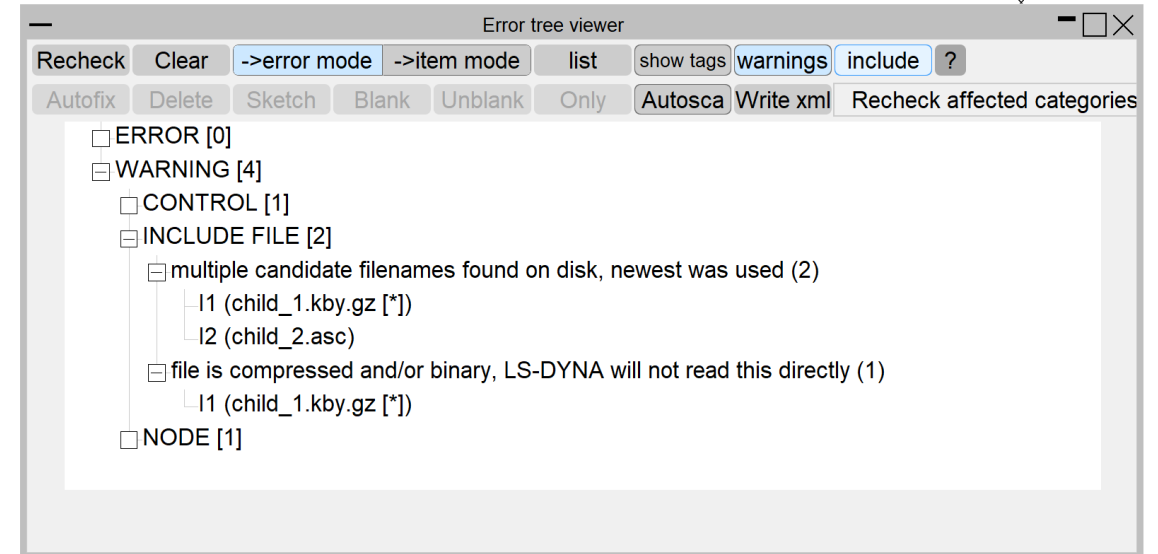 Error tree viewer
Recheck Clear ->error mode ->item mode list show tags warnings include ?
Autofix Delete Sketch Blank Unblank Only Autosca Write xml Recheck affected categories
ERROR [0]
WARNING [4]
CONTROL [1]
INCLUDE FILE [2]
multiple candidate filenames found on disk, newest was used (2)
I1 (child_1.kby.gz [*])
I2 (child_2.asc)
file is compressed and/or binary, LS-DYNA will not read this directly (1)
I1 (child_1.kby.gz [*])
NODE [1]